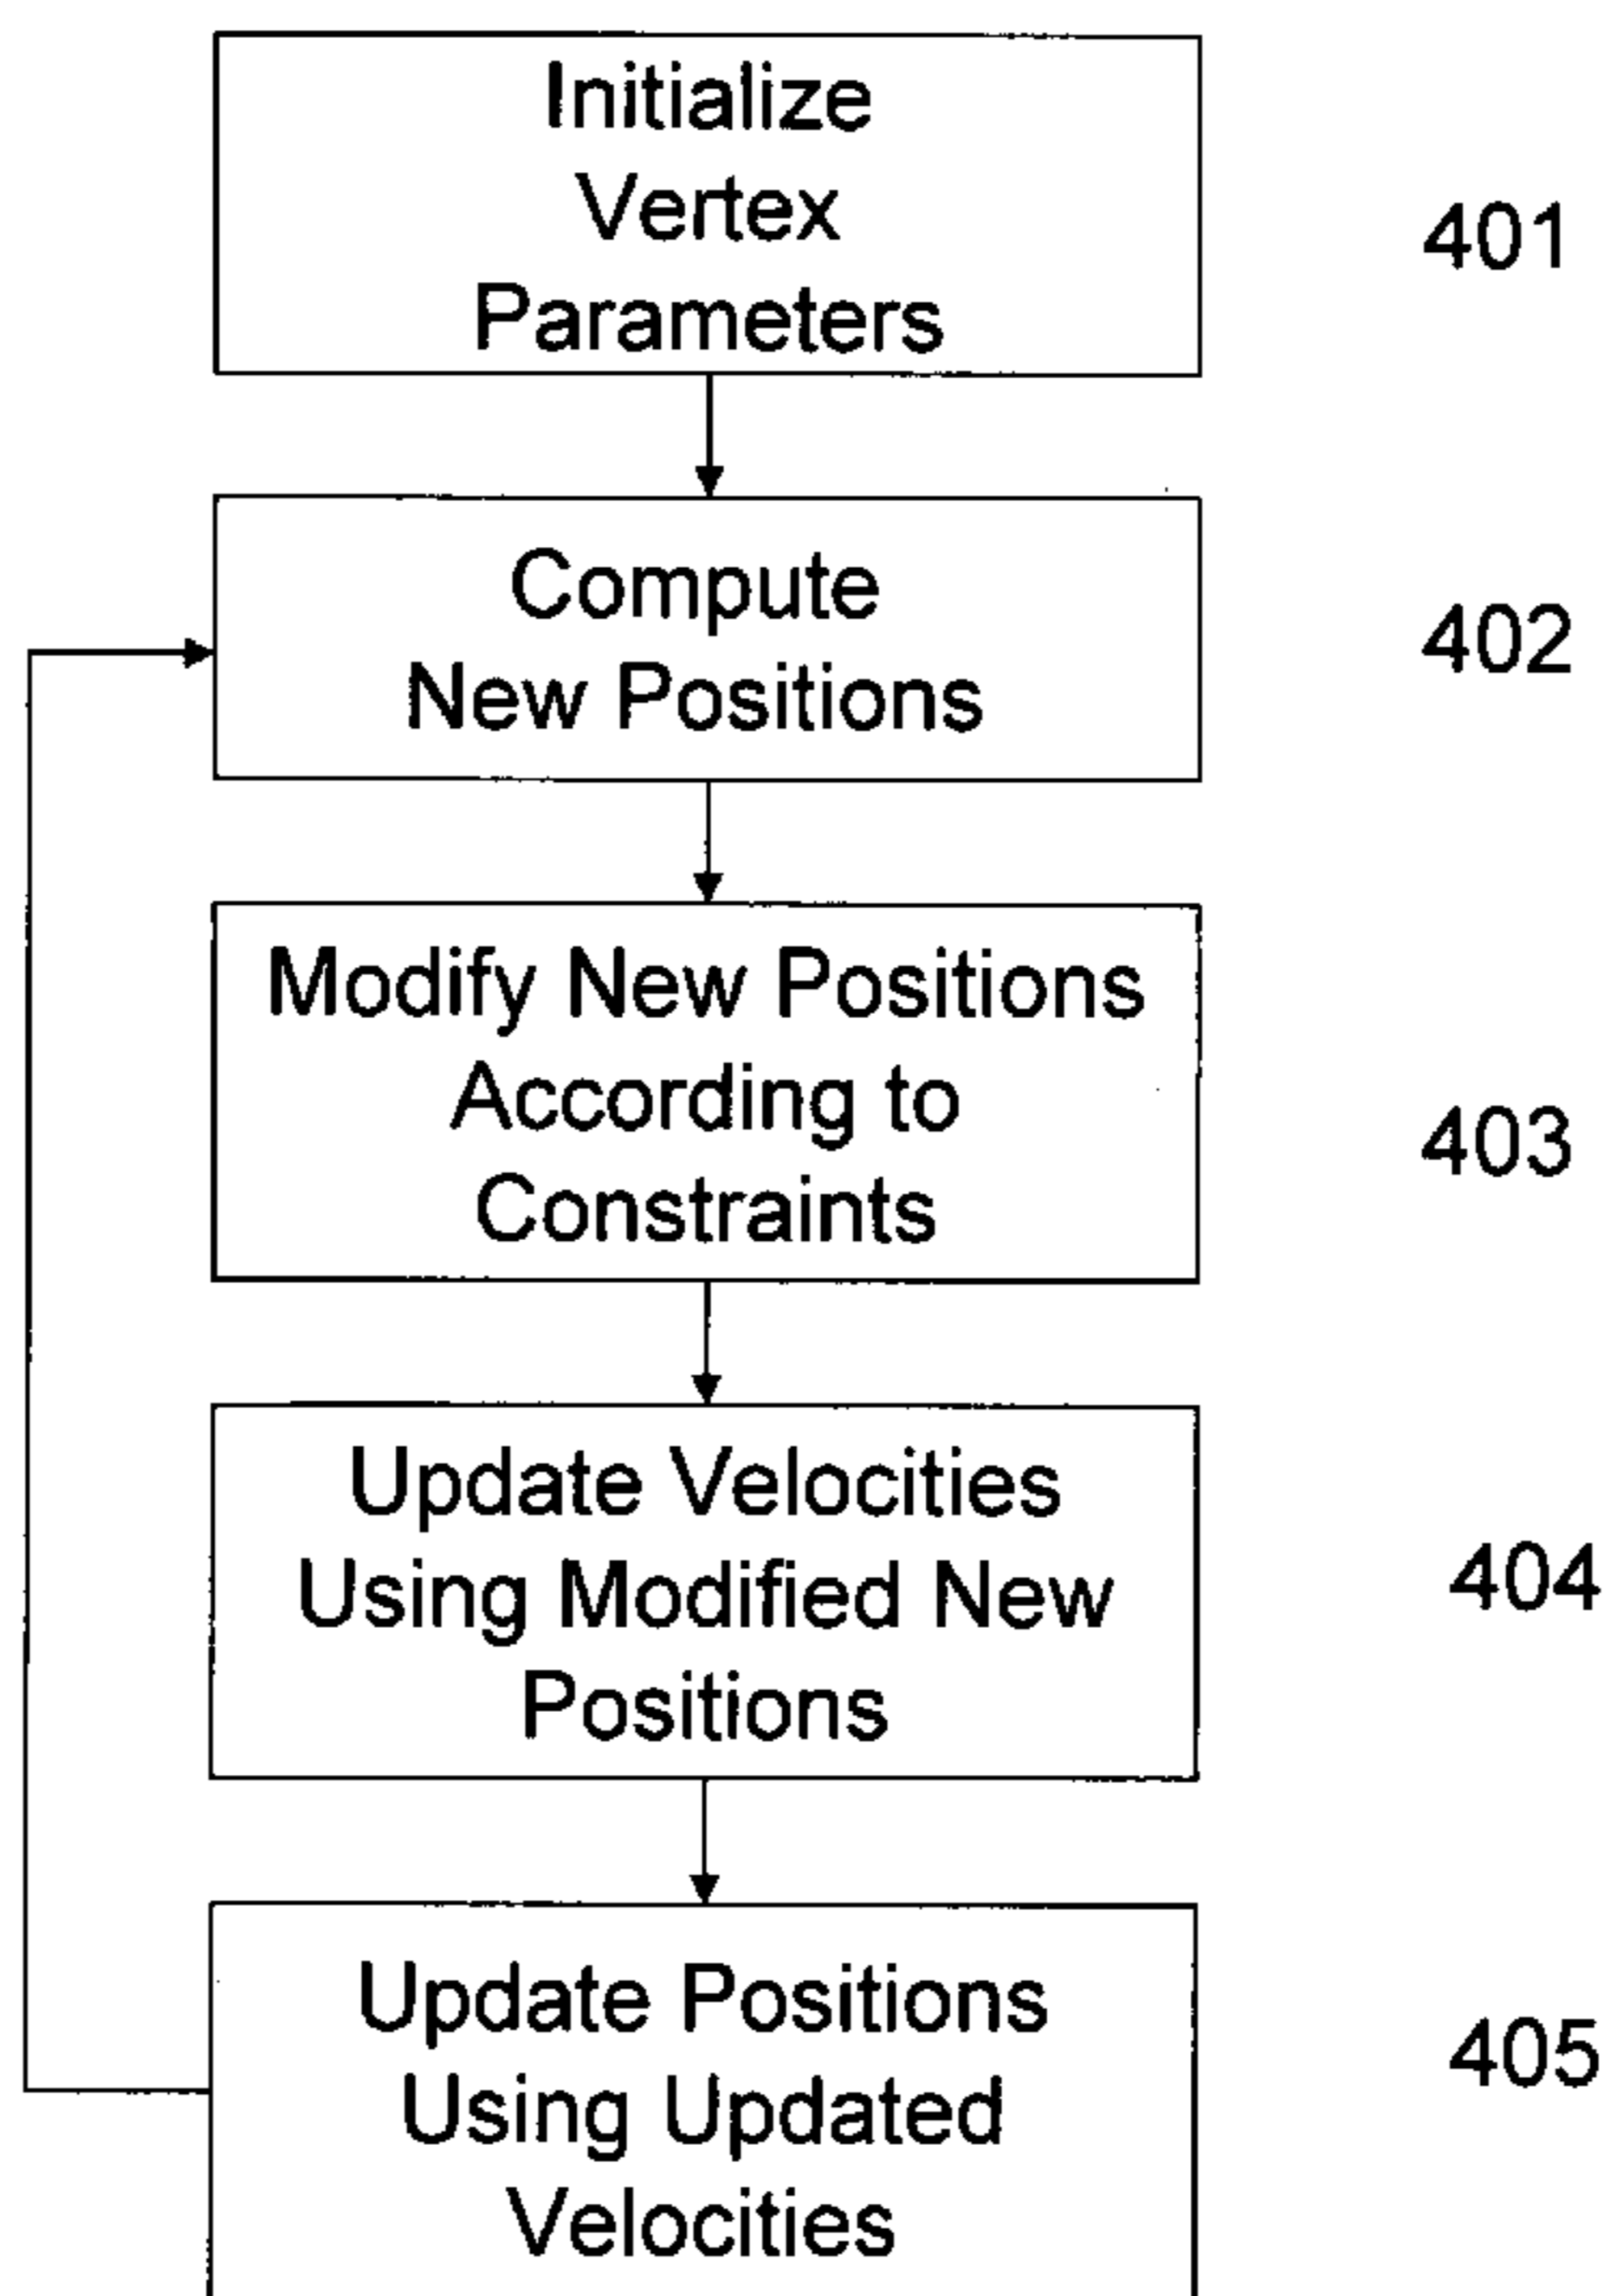 Initialize
Vertex
Parameters
401
Compute
New Positions
402
Modify New Positions
According to
Constraints
403
Update Velocities
Using Modified New
Positions
404
Update Positions
Using Updated
Velocities
405